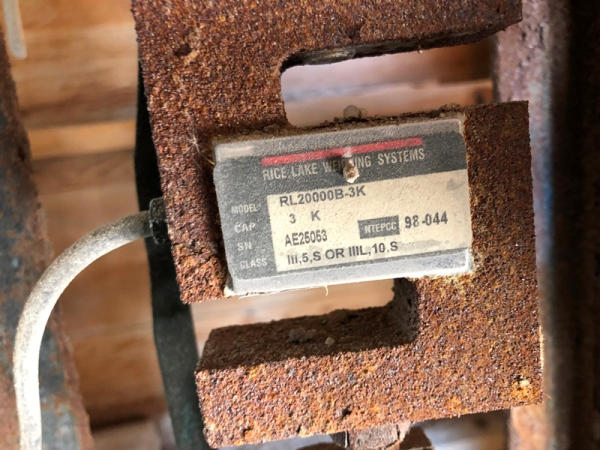 RICE LAKE WEIGHING SYSTEMS
MODEL RL20000B-3K
CAP 3 K
SN AE25053 NTEPCC 98-044
CLASS III,5,S OR IIIL,10,S